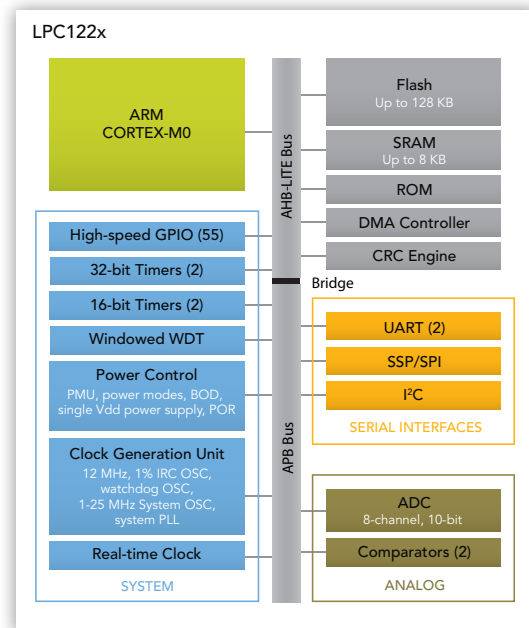 LPC122x
ARM
CORTEX-M0
High-speed GPIO (55)
32-bit Timers (2)
16-bit Timers (2)
Windowed WDT
Power Control
PMU, power modes, BOD,
single Vdd power supply, POR
Clock Generation Unit
12 MHz, 1% IRC OSC,
watchdog OSC,
1-25 MHz System OSC,
system PLL
Real-time Clock
SYSTEM
AHB-LITE Bus
Bridge
APB Bus
Flash
Up to 128 KB
SRAM
Up to 8 KB
ROM
DMA Controller
CRC Engine
UART (2)
SSP/SPI
I²C
SERIAL INTERFACES
ADC
8-channel, 10-bit
Comparators (2)
ANALOG